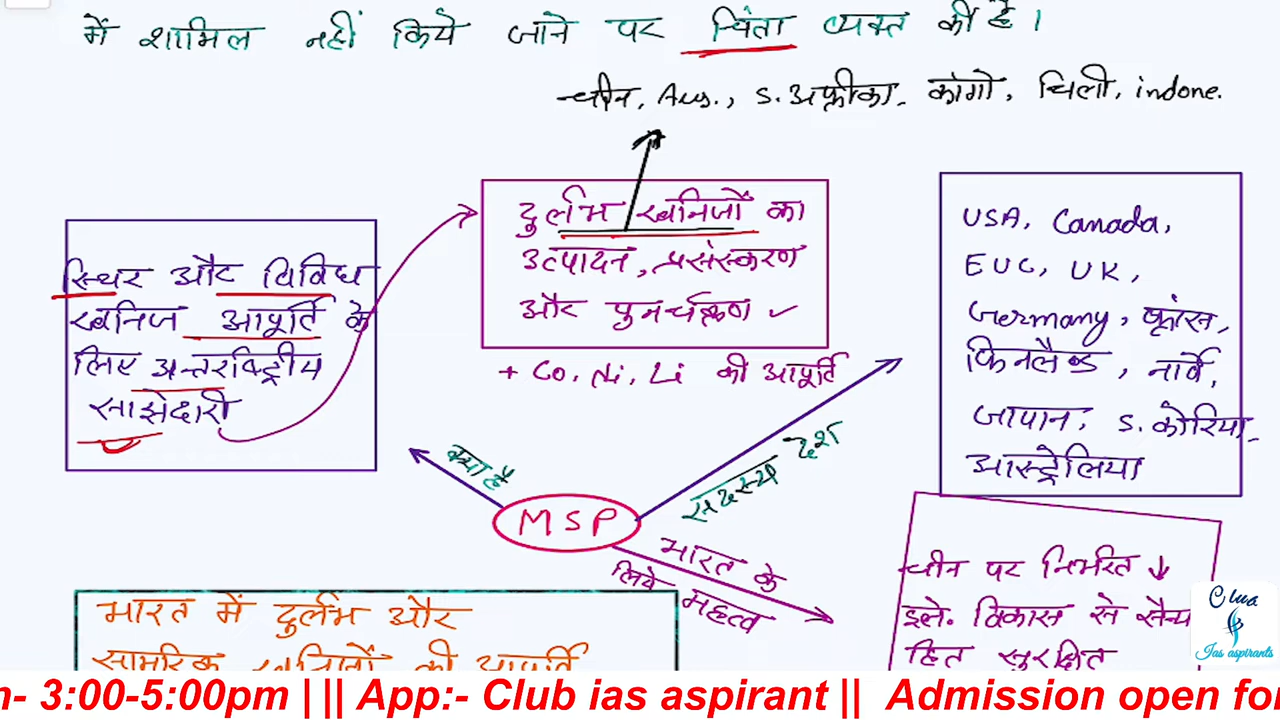 में शामिल नहीं किये जाने पर चिंता व्यक्त की है।
चीन, Aus., S. अफ्रीका, कांगो, चिली, indone.
दुर्लभ खनिजों का
उत्पादन, प्रसंस्करण
और पुनर्चक्रण
+ Co, Ni, Li की आपूर्ति
स्थिर और विविध
खनिज आपूर्ति के
लिए अन्तर्राष्ट्रीय
साझेदारी
USA, Canada,
EUC, UK,
Germany, फ्रांस,
फिनलैण्ड, नार्वे,
जापान, S. कोरिया,
आस्ट्रेलिया
क्या है
सदस्य देश
MSP
भारत के
लिये महत्व
चीन पर निर्भरता ↓
इले. विकास से सैन्य
हित सुरक्षित
भारत में दुर्लभ और
सामरिक खनिजों की आपूर्ति
Club
Ias aspirants
n- 3:00-5:00pm | || App:- Club ias aspirant || Admission open for